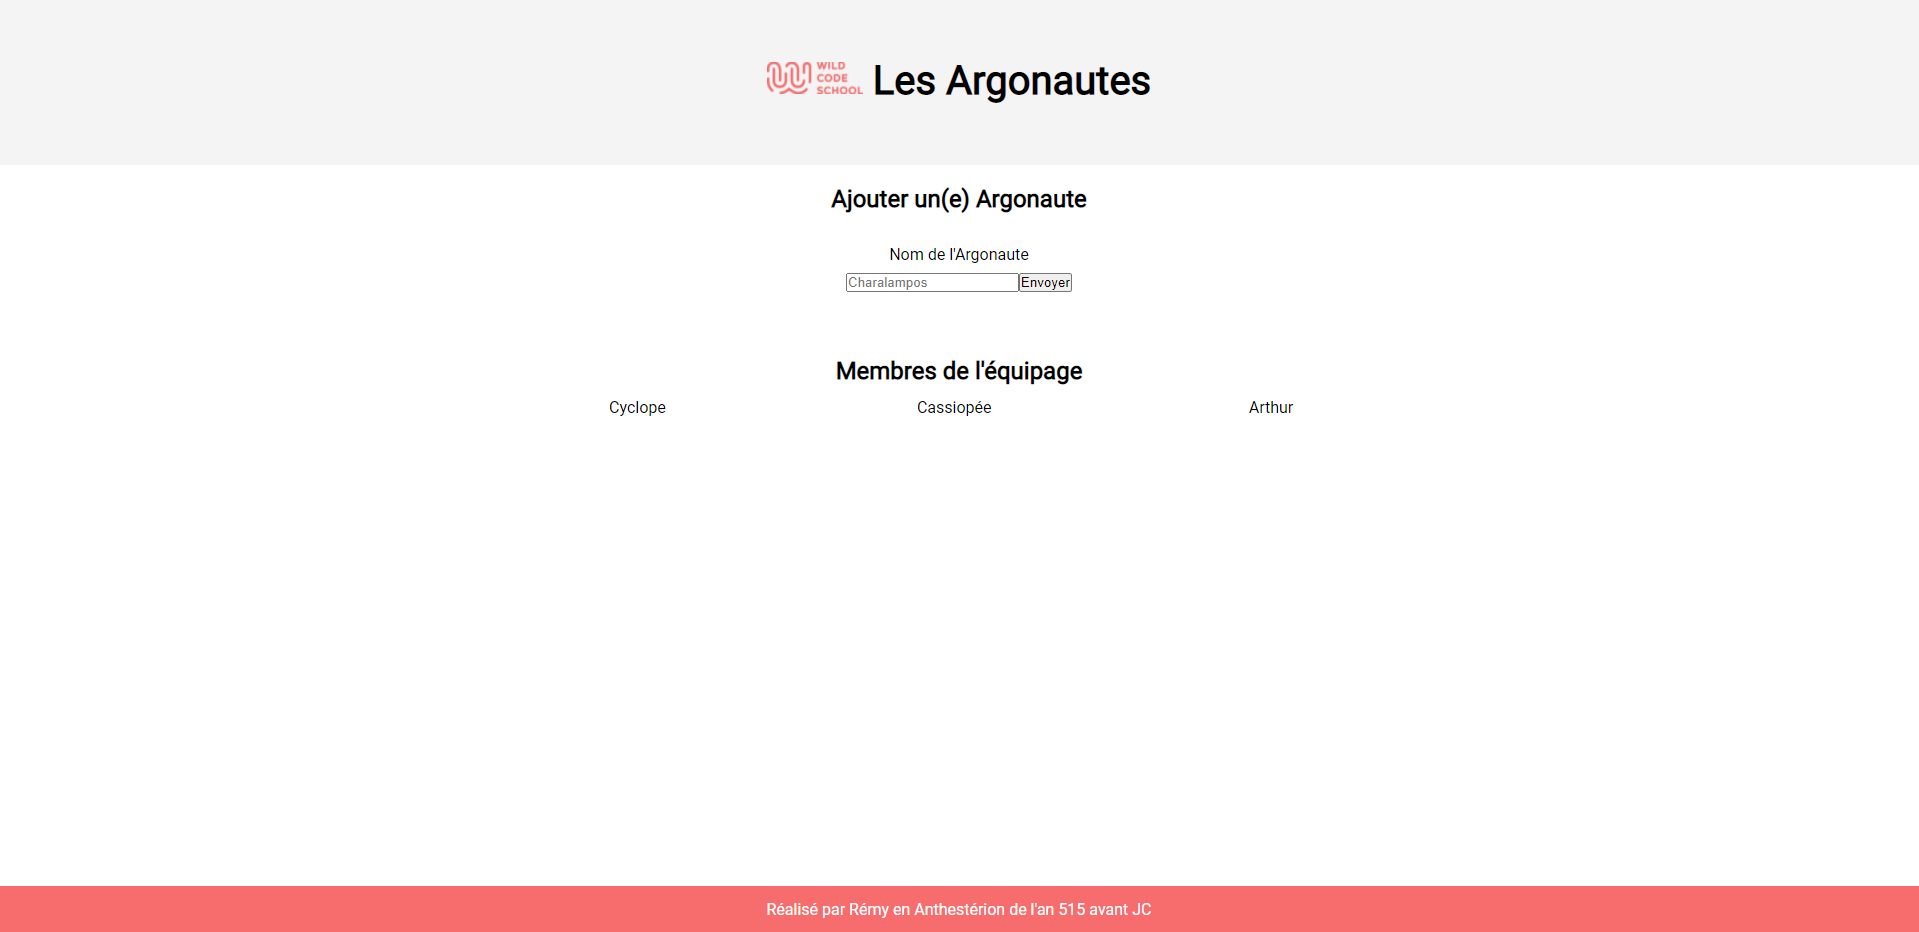 WILD
CODE
SCHOOL
Les Argonautes
Ajouter un(e) Argonaute
Nom de l'Argonaute
Charalampos
Envoyer
Membres de l'équipage
Cyclope
Cassiopée
Arthur
Réalisé par Rémy en Anthestérion de l'an 515 avant JC